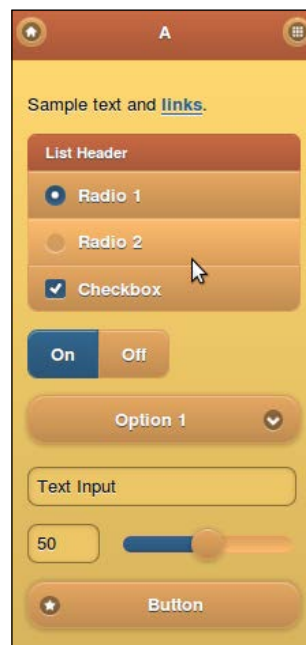 A
Sample text and links.
List Header
Radio 1
Radio 2
Checkbox
On Off
Option 1
Text Input
50
Button